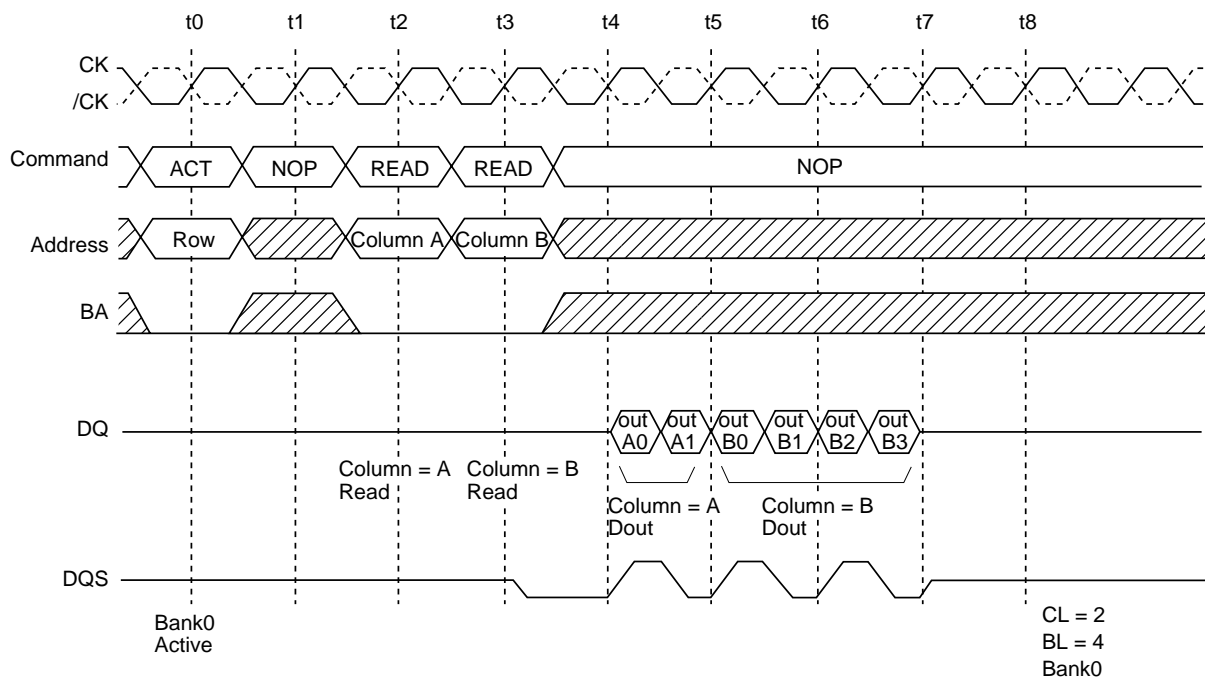 t0 t1 t2 t3 t4 t5 t6 t7 t8
CK
/CK
Command ACT NOP READ READ NOP
Address Row Column A Column B
BA
DQ out A0 out A1 out B0 out B1 out B2 out B3
Column = A
Read
Column = B
Read
Column = A
Dout
Column = B
Dout
DQS
Bank0
Active
CL = 2
BL = 4
Bank0